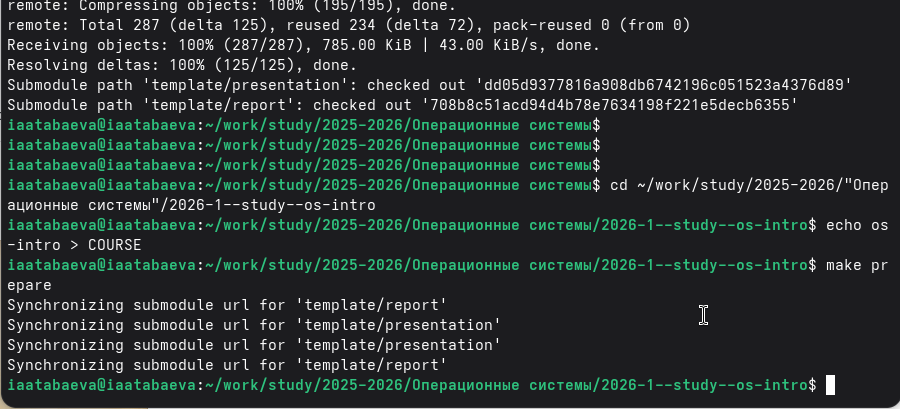 remote: Compressing objects: 100% (195/195), done.
remote: Total 287 (delta 125), reused 234 (delta 72), pack-reused 0 (from 0)
Receiving objects: 100% (287/287), 785.00 KiB | 43.00 KiB/s, done.
Resolving deltas: 100% (125/125), done.
Submodule path 'template/presentation': checked out 'dd05d9377816a908db6742196c051523a4376d89'
Submodule path 'template/report': checked out '708b8c51acd94d4b78e7634198f221e5decb6355'
iaatabaeva@iaatabaeva:~/work/study/2025-2026/Операционные системы$
iaatabaeva@iaatabaeva:~/work/study/2025-2026/Операционные системы$
iaatabaeva@iaatabaeva:~/work/study/2025-2026/Операционные системы$
iaatabaeva@iaatabaeva:~/work/study/2025-2026/Операционные системы$ cd ~/work/study/2025-2026/"Опер
ационные системы"/2026-1--study--os-intro
iaatabaeva@iaatabaeva:~/work/study/2025-2026/Операционные системы/2026-1--study--os-intro$ echo os
-intro > COURSE
iaatabaeva@iaatabaeva:~/work/study/2025-2026/Операционные системы/2026-1--study--os-intro$ make pr
epare
Synchronizing submodule url for 'template/report'
Synchronizing submodule url for 'template/presentation'
Synchronizing submodule url for 'template/presentation'
Synchronizing submodule url for 'template/report'
iaatabaeva@iaatabaeva:~/work/study/2025-2026/Операционные системы/2026-1--study--os-intro$